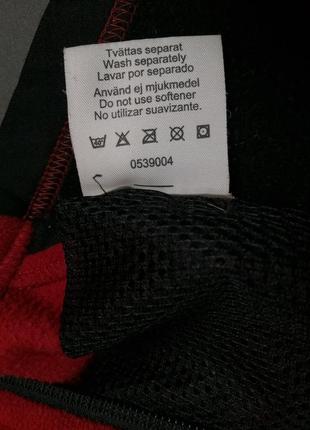 Tvättas separat
Wash separately
Lavar por separado
Använd ej mjukmedel
Do not use softener
No utilizar suavizante.
0539004